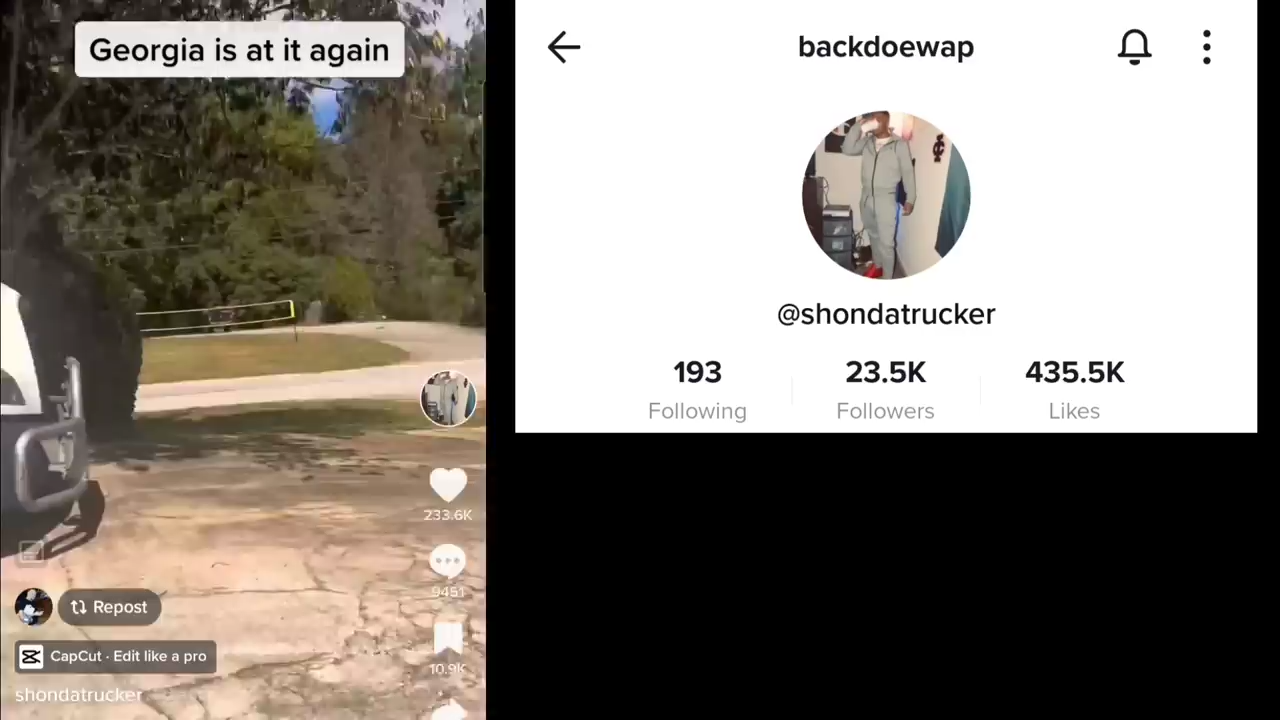 Georgia is at it again
233.6K
9451
10.9K
Repost
CapCut · Edit like a pro
shondatrucker
backdoewap
@shondatrucker
193
23.5K
435.5K
Following
Followers
Likes